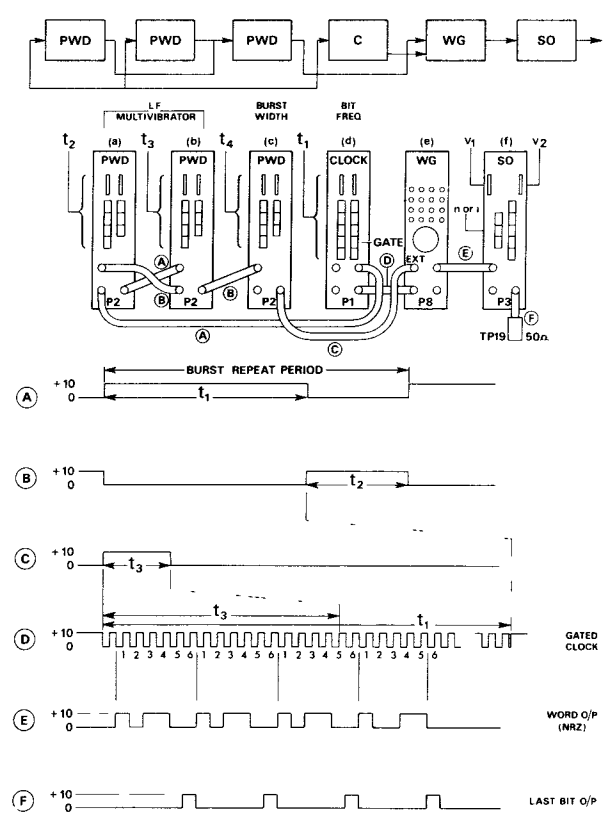 PWD PWD PWD C WG SO
LF MULTIVIBRATOR
BURST WIDTH
BIT FREQ
(a) (b) (c) (d) (e) (f)
t2 PWD t3 PWD t4 PWD t1 CLOCK WG V1 SO V2
n or i
GATE
A B B D EXT E
P2 P2 P2 P1 P8 P3
A C F
TP19 50Ω
BURST REPEAT PERIOD
A +10 0 t1
B +10 0 t2
C +10 0 t3
t3 t1
D +10 0 GATED CLOCK
1 2 3 4 5 6 1 2 3 4 5 6 1 2 3 4 5 6 1 2 3 4 5 6
E +10 0 WORD O/P (NRZ)
F +10 0 LAST BIT O/P